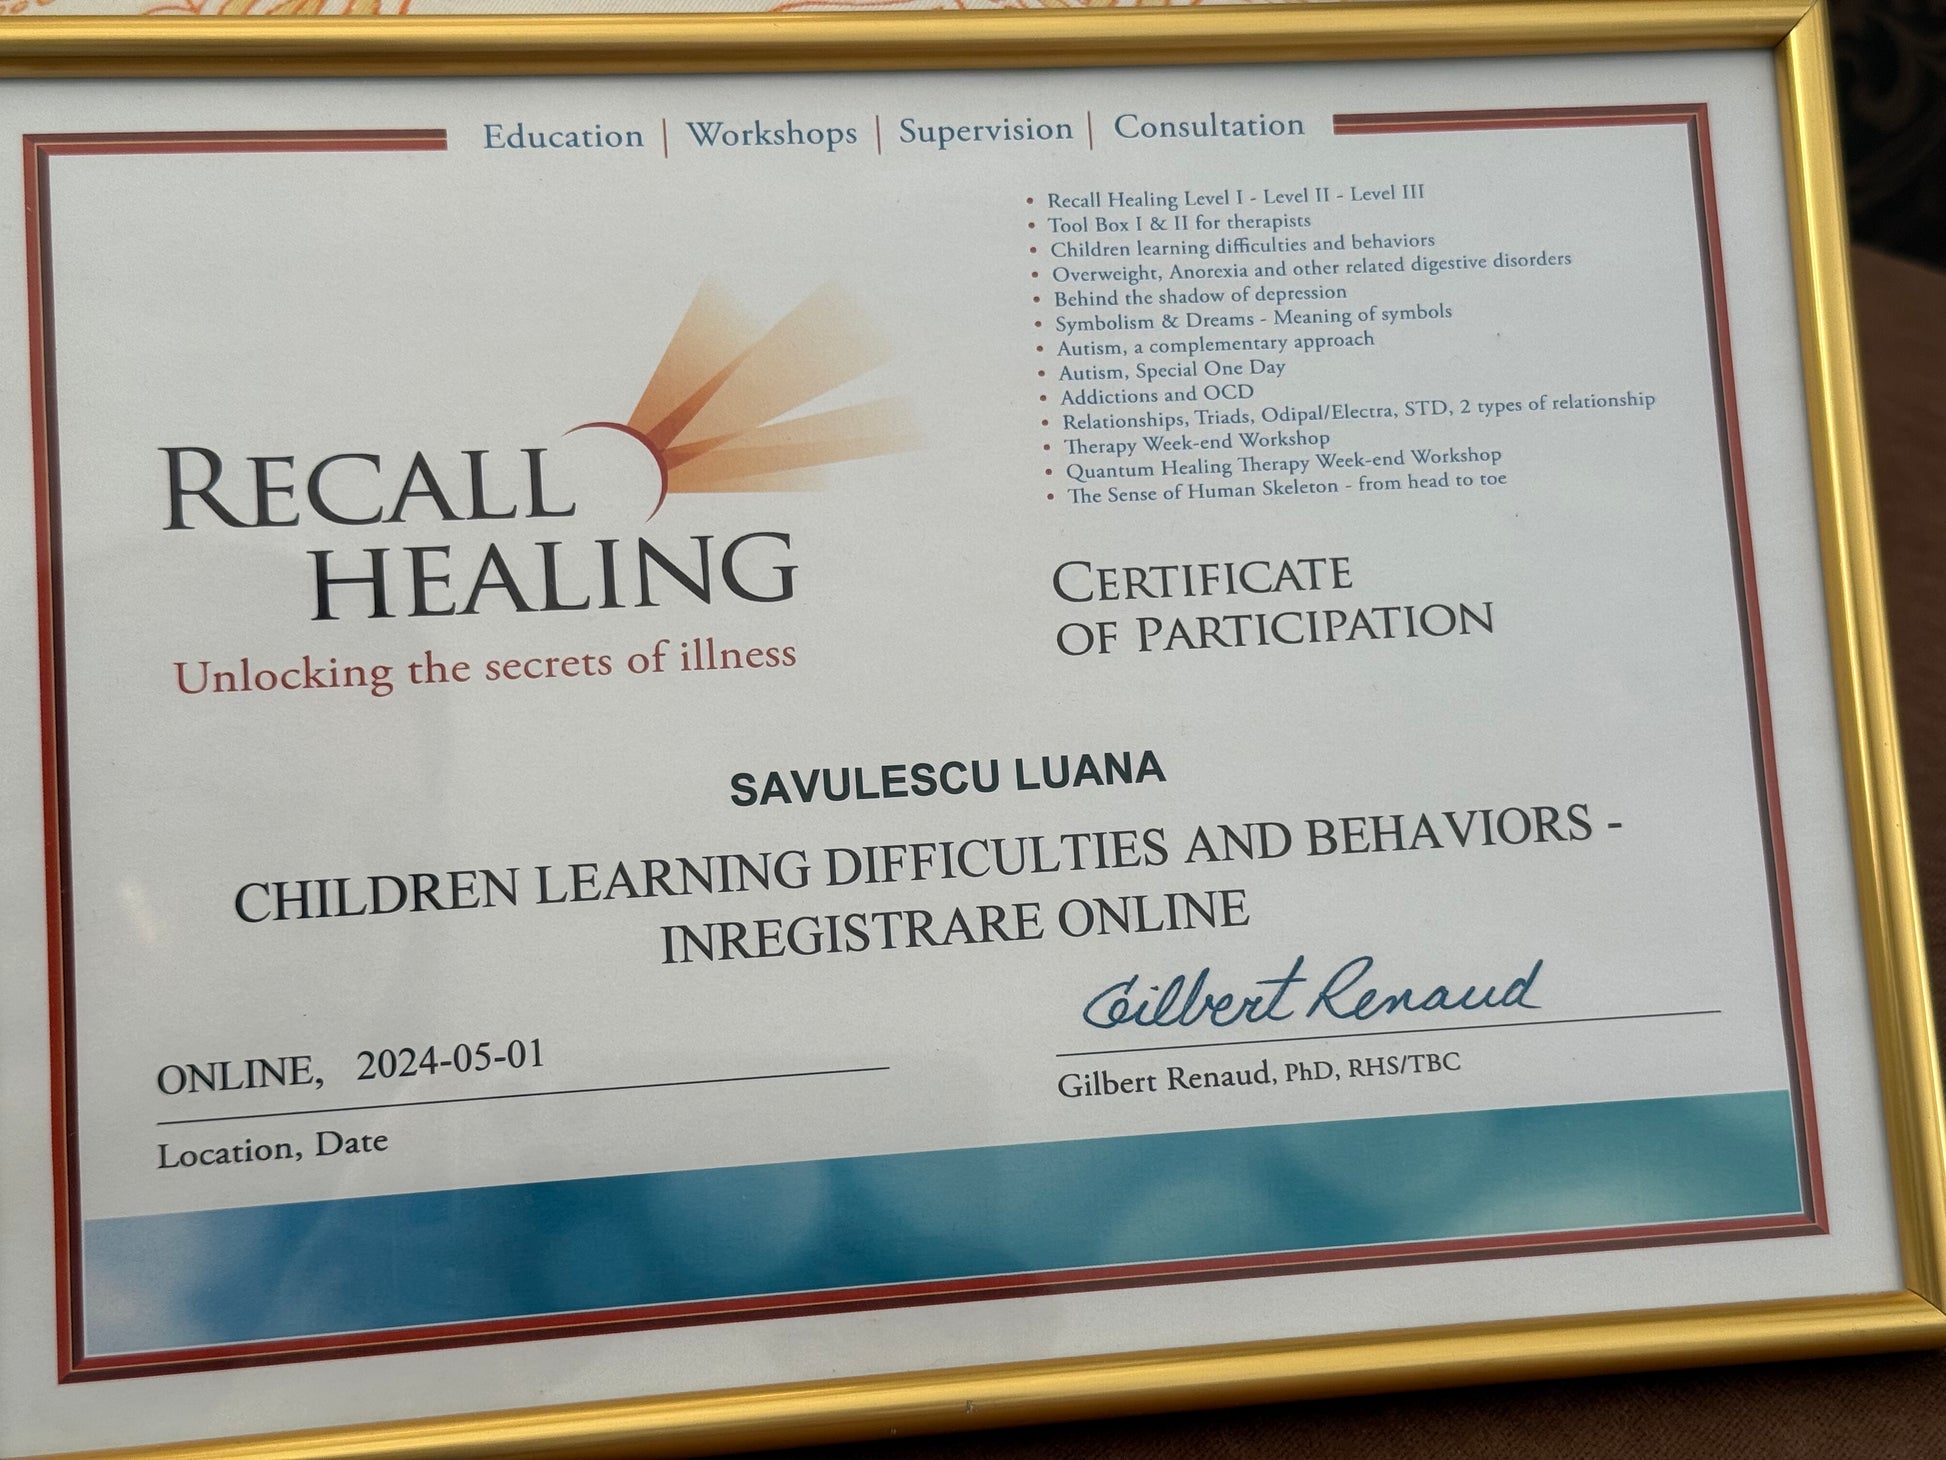 Education | Workshops | Supervision | Consultation
• Recall Healing Level I - Level II - Level III
• Tool Box I & II for therapists
• Children learning difficulties and behaviors
• Overweight, Anorexia and other related digestive disorders
• Behind the shadow of depression
• Symbolism & Dreams - Meaning of symbols
• Autism, a complementary approach
• Autism, Special One Day
• Addictions and OCD
• Relationships, Triads, Odipal/Electra, STD, 2 types of relationship
• Therapy Week-end Workshop
• Quantum Healing Therapy Week-end Workshop
• The Sense of Human Skeleton - from head to toe
RECALL
HEALING
Unlocking the secrets of illness
CERTIFICATE
OF PARTICIPATION
SAVULESCU LUANA
CHILDREN LEARNING DIFFICULTIES AND BEHAVIORS -
INREGISTRARE ONLINE
Gilbert Renaud
ONLINE, 2024-05-01
Gilbert Renaud, PhD, RHS/TBC
Location, Date